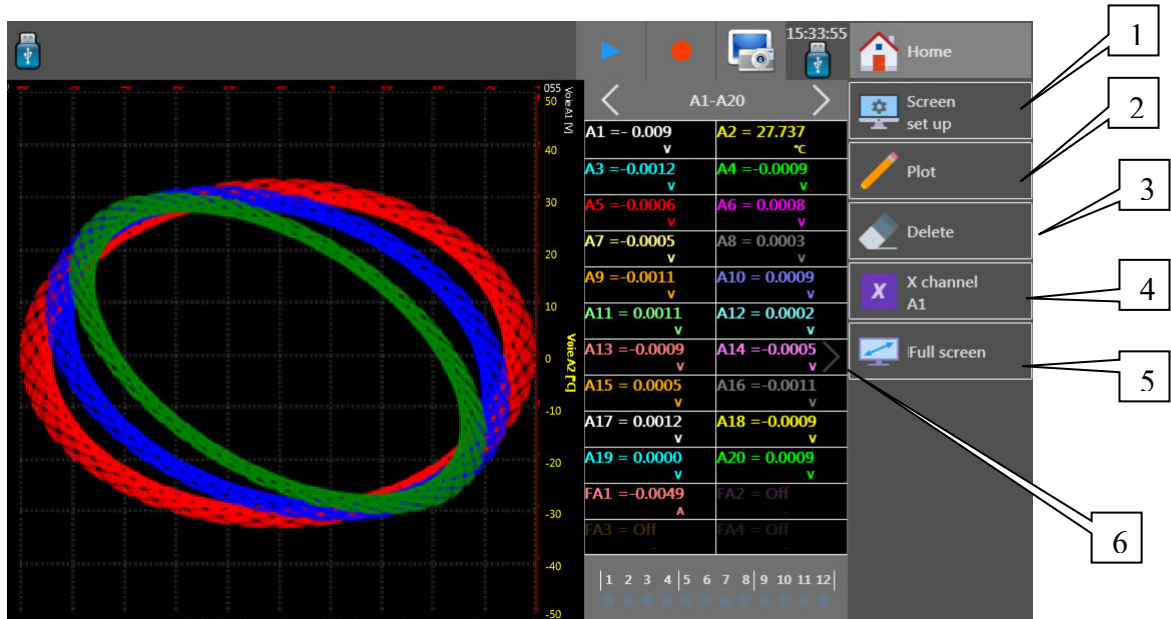 15:33:55
Home
055
Voie A1 [V]
50
40
30
20
10
0
-10
-20
-30
-40
-50
Voie A2 [°C]
A1-A20
A1 =- 0.009 V
A2 = 27.737 °C
A3 =-0.0012 V
A4 =-0.0009 V
A5 =-0.0006 V
A6 = 0.0008 V
A7 =-0.0005 V
A8 = 0.0003 V
A9 =-0.0011 V
A10 = 0.0009 V
A11 = 0.0011 V
A12 = 0.0002 V
A13 =-0.0009 V
A14 =-0.0005 V
A15 = 0.0005 V
A16 =-0.0011 V
A17 = 0.0012 V
A18 =-0.0009 V
A19 = 0.0000 V
A20 = 0.0009 V
FA1 =-0.0049 A
FA2 = Off -
FA3 = Off -
FA4 = Off -
1 2 3 4 5 6 7 8 9 10 11 12
Screen
set up
Plot
Delete
X
X channel
A1
Full screen
1
2
3
4
5
6